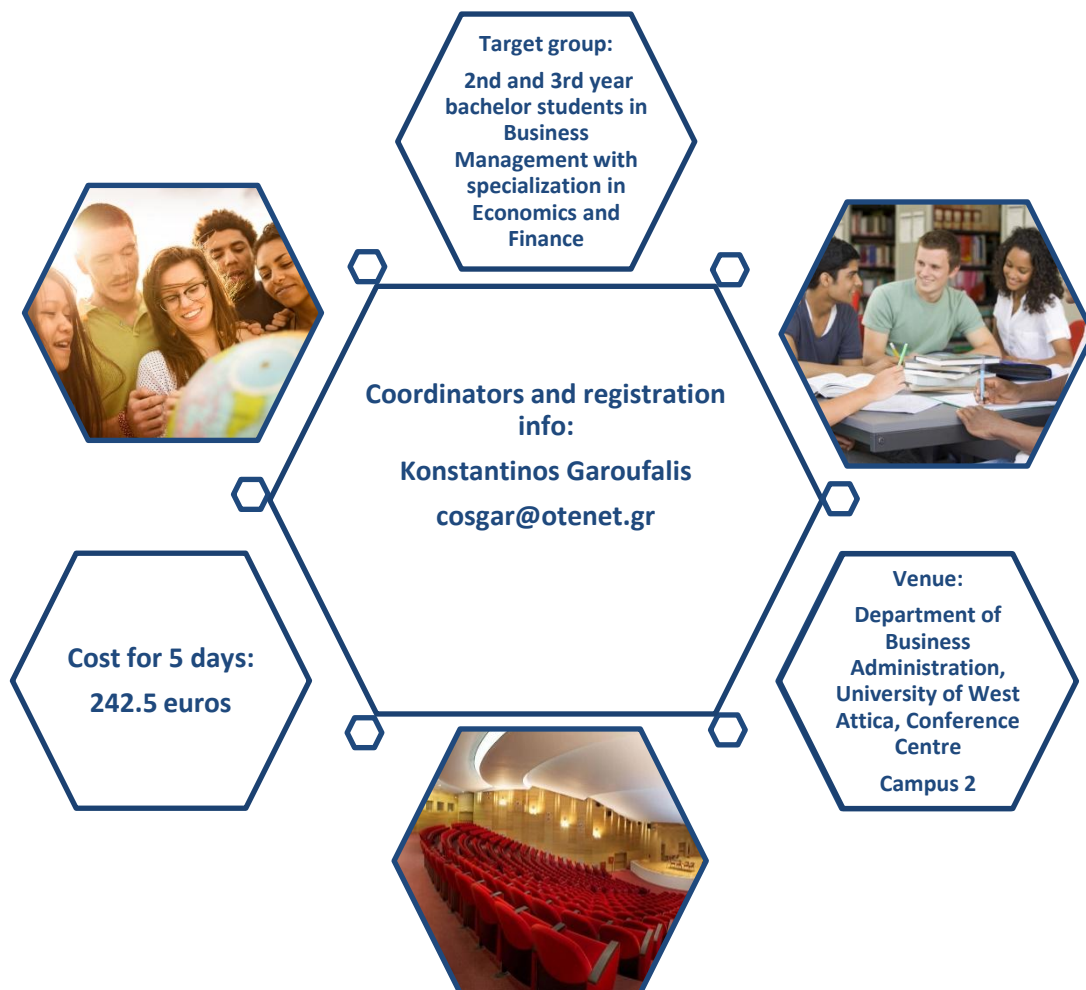 Target group:
2nd and 3rd year
bachelor students in
Business
Management with
specialization in
Economics and
Finance
Coordinators and registration
info:
Konstantinos Garoufalis
cosgar@otenet.gr
Cost for 5 days:
242.5 euros
Venue:
Department of
Business
Administration,
University of West
Attica, Conference
Centre
Campus 2